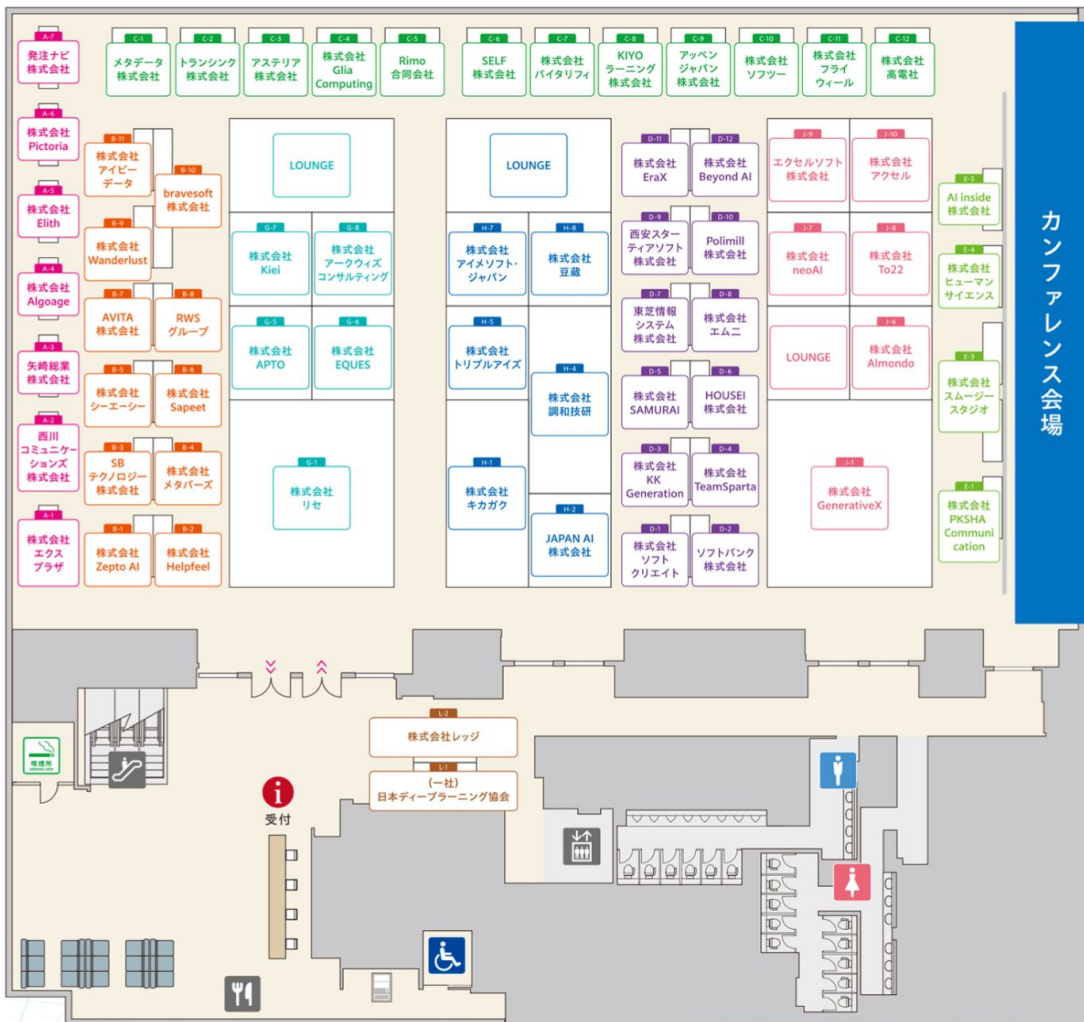 A-7
発注ナビ
株式会社
A-6
株式会社
Pictoria
A-5
株式会社
Elith
A-4
株式会社
Algoage
A-3
矢崎総業
株式会社
A-2
西川
コミュニケー
ションズ
株式会社
A-1
株式会社
エクス
プラザ
C-1
メタデータ
株式会社
C-2
トランシンク
株式会社
C-3
アステリア
株式会社
C-4
株式会社
Glia
Computing
C-5
Rimo
合同会社
C-6
SELF
株式会社
C-7
株式会社
バイタリフィ
C-8
KIYO
ラーニング
株式会社
C-9
アッペン
ジャパン
株式会社
C-10
株式会社
ソフツー
C-11
株式会社
フライ
ウィール
C-12
株式会社
高電社
B-11
株式会社
アイピー
データ
B-10
bravesoft
株式会社
B-9
株式会社
Wanderlust
B-7
AVITA
株式会社
B-8
RWS
グループ
B-5
株式会社
シーエーシー
B-6
株式会社
Sapeet
B-3
SB
テクノロジー
株式会社
B-4
株式会社
メタバーズ
B-1
株式会社
Zepto AI
B-2
株式会社
Helpfeel
LOUNGE
G-7
株式会社
Kiei
G-8
株式会社
アークウィズ
コンサルティング
G-5
株式会社
APTO
G-6
株式会社
EQUES
G-1
株式会社
リセ
LOUNGE
H-7
株式会社
アイメソフト・
ジャパン
H-8
株式会社
豆蔵
H-5
株式会社
トリプルアイズ
H-4
株式会社
調和技研
H-1
株式会社
キカガク
H-2
JAPAN AI
株式会社
D-11
株式会社
EraX
D-12
株式会社
Beyond AI
D-9
西安スター
ティアソフト
株式会社
D-10
Polimill
株式会社
D-7
東芝情報
システム
株式会社
D-8
株式会社
エムニ
D-5
株式会社
SAMURAI
D-6
HOUSEI
株式会社
D-3
株式会社
KK
Generation
D-4
株式会社
TeamSparta
D-1
株式会社
ソフト
クリエイト
D-2
ソフトバンク
株式会社
J-9
エクセルソフト
株式会社
J-10
株式会社
アクセル
J-7
株式会社
neoAI
J-8
株式会社
To22
LOUNGE
J-6
株式会社
Almondo
J-1
株式会社
GenerativeX
E-5
AI inside
株式会社
E-4
株式会社
ヒューマン
サイエンス
E-3
株式会社
スムージー
スタジオ
E-1
株式会社
PKSHA
Communi
cation
カンファレンス会場
L-2
株式会社レッジ
L-1
(一社)
日本ディープラーニング協会
喫煙所
SMOKING AREA
i
受付